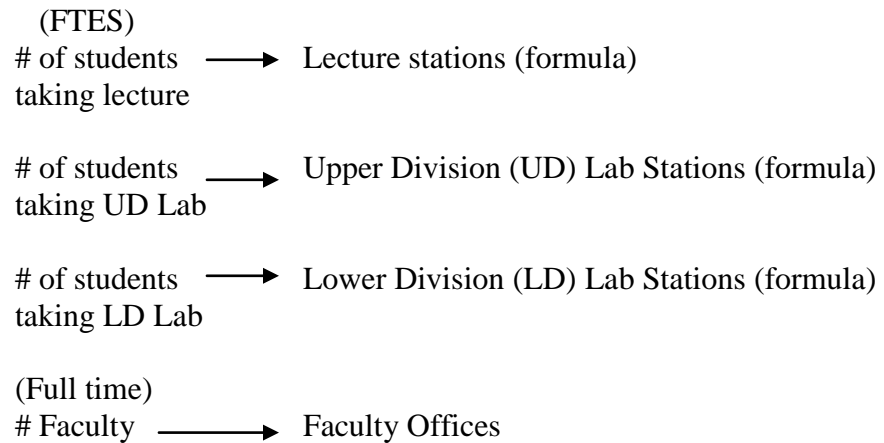 (FTES)
# of students → Lecture stations (formula)
taking lecture
# of students → Upper Division (UD) Lab Stations (formula)
taking UD Lab
# of students → Lower Division (LD) Lab Stations (formula)
taking LD Lab
(Full time)
# Faculty → Faculty Offices